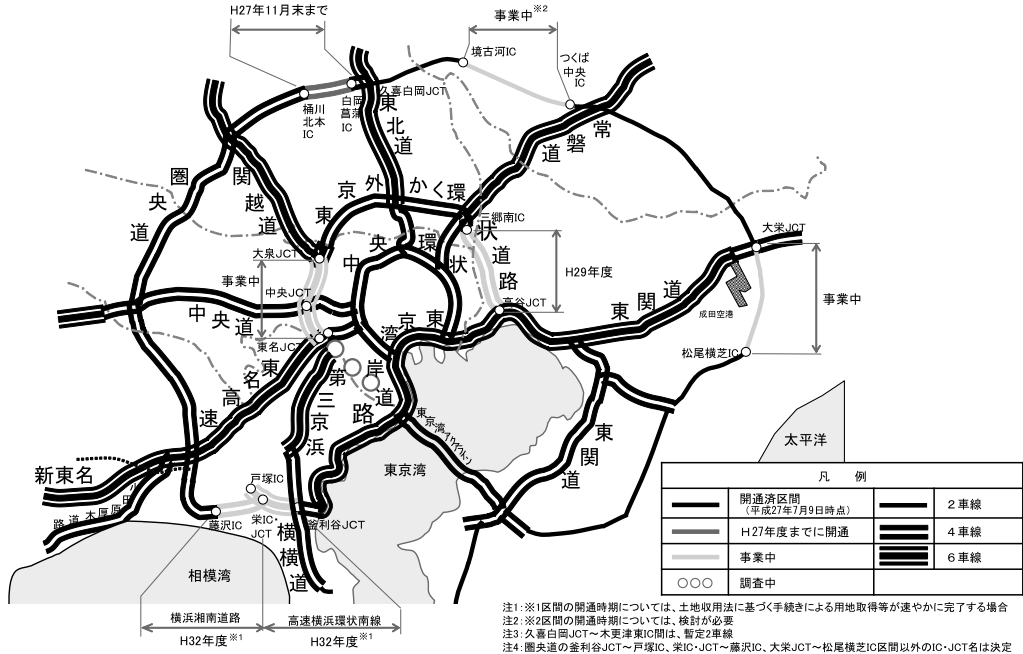 H27年11月末まで
事業中※2
境古河IC
つくば
中央
IC
桶川
北本
IC
白岡
菖蒲
IC
久喜白岡JCT
東北道
常磐道
圏央道
関越道
東京外かく環状道路
三郷南IC
大栄JCT
大泉JCT
中央環状
事業中
中央JCT
H29年度
高谷JCT
東関道
成田空港
事業中
中央道
東名JCT
松尾横芝IC
東京湾岸道路
東名高速
第三京浜
東京湾アクアライン
東関道
太平洋
新東名
小田原厚木道路
戸塚IC
東京湾
藤沢IC
栄IC・
JCT
釜利谷JCT
横横道
相模湾
横浜湘南道路
高速横浜環状南線
H32年度※1
H32年度※1
凡 例
開通済区間
(平成27年7月9日時点)
2車線
H27年度までに開通
4車線
事業中
6車線
調査中
注1:※1区間の開通時期については、土地収用法に基づく手続きによる用地取得等が速やかに完了する場合
注2:※2区間の開通時期については、検討が必要
注3:久喜白岡JCT～木更津東IC間は、暫定2車線
注4:圏央道の釜利谷JCT～戸塚IC、栄IC・JCT～藤沢IC、大栄JCT～松尾横芝IC区間以外のIC・JCT名は決定